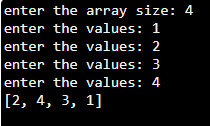 enter the array size: 4
enter the values: 1
enter the values: 2
enter the values: 3
enter the values: 4
[2, 4, 3, 1]